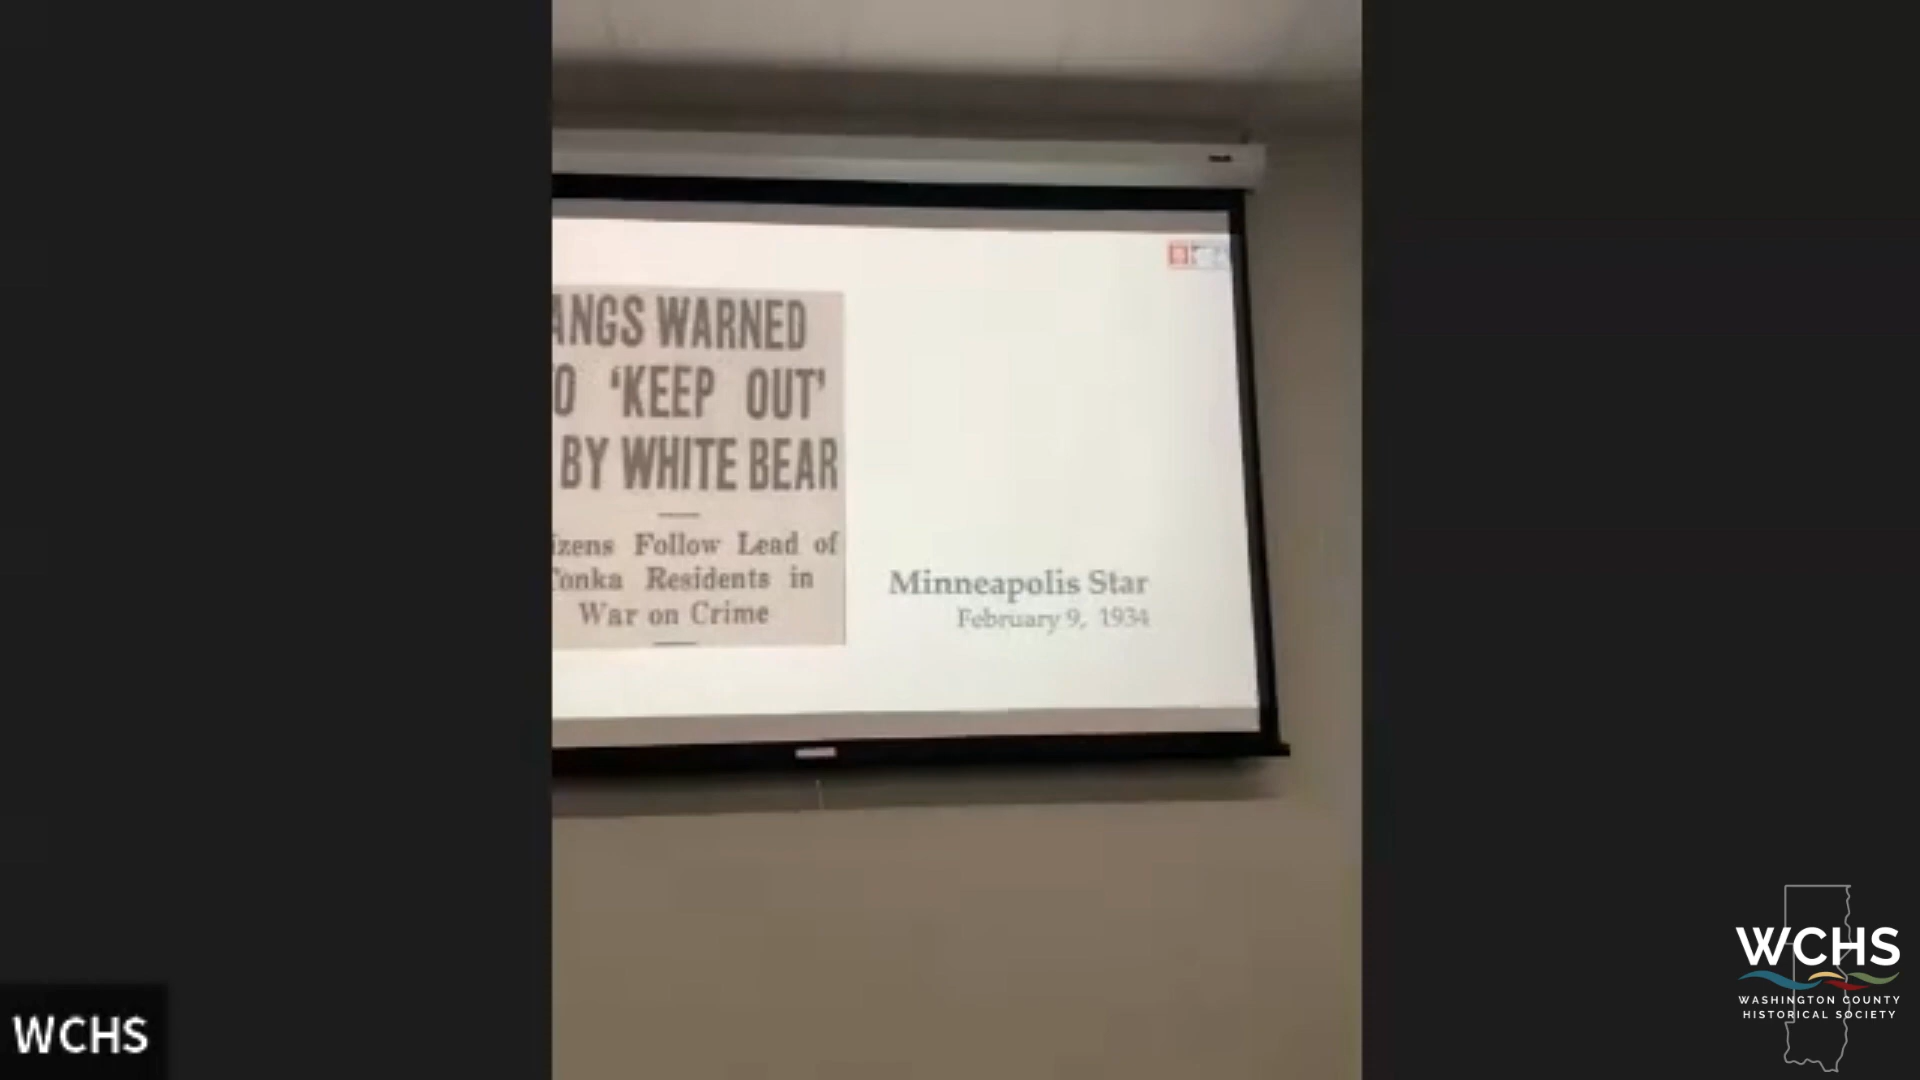 ANGS WARNED
O 'KEEP OUT'
BY WHITE BEAR
izens Follow Lead of
Tonka Residents in
War on Crime
Minneapolis Star
February 9, 1934
WCHS
WCHS
WASHINGTON COUNTY
HISTORICAL SOCIETY